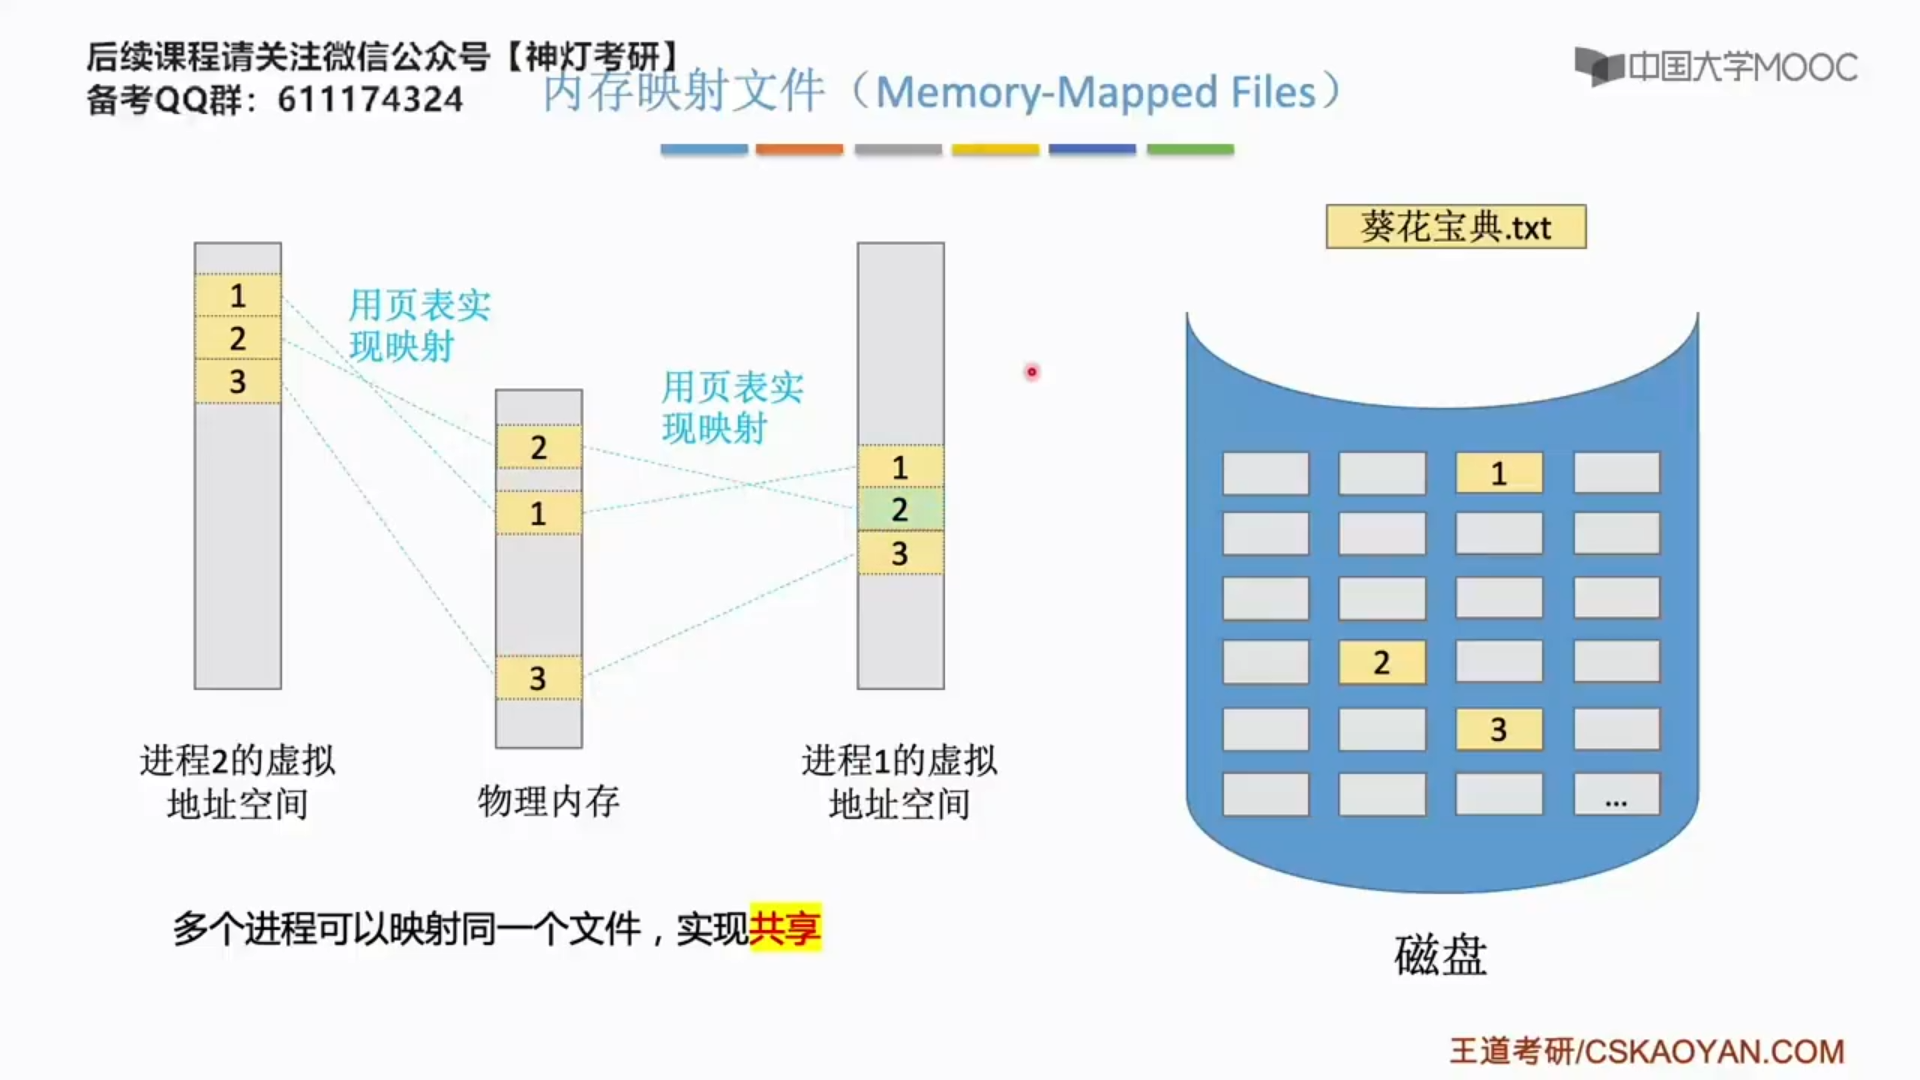 后续课程请关注微信公众号【神灯考研】
备考QQ群：611174324
内存映射文件（Memory-Mapped Files）
中国大学MOOC
葵花宝典.txt
1
2
3
用页表实
现映射
2
1
3
用页表实
现映射
1
2
3
1
2
3
...
进程2的虚拟
地址空间
物理内存
进程1的虚拟
地址空间
磁盘
多个进程可以映射同一个文件，实现共享
王道考研/CSKAOYAN.COM